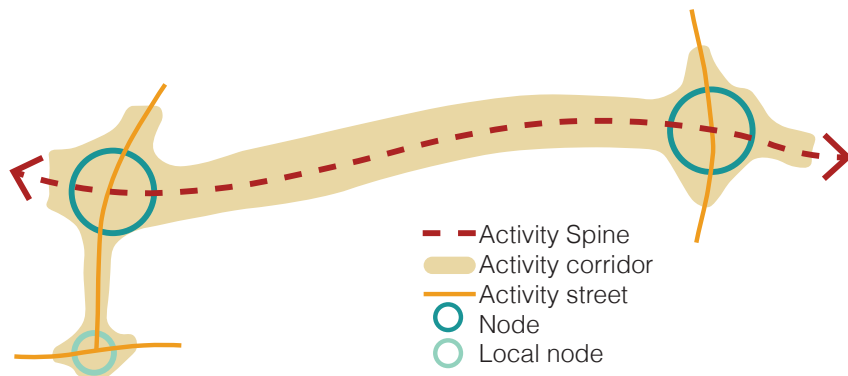 Activity Spine
Activity corridor
Activity street
Node
Local node